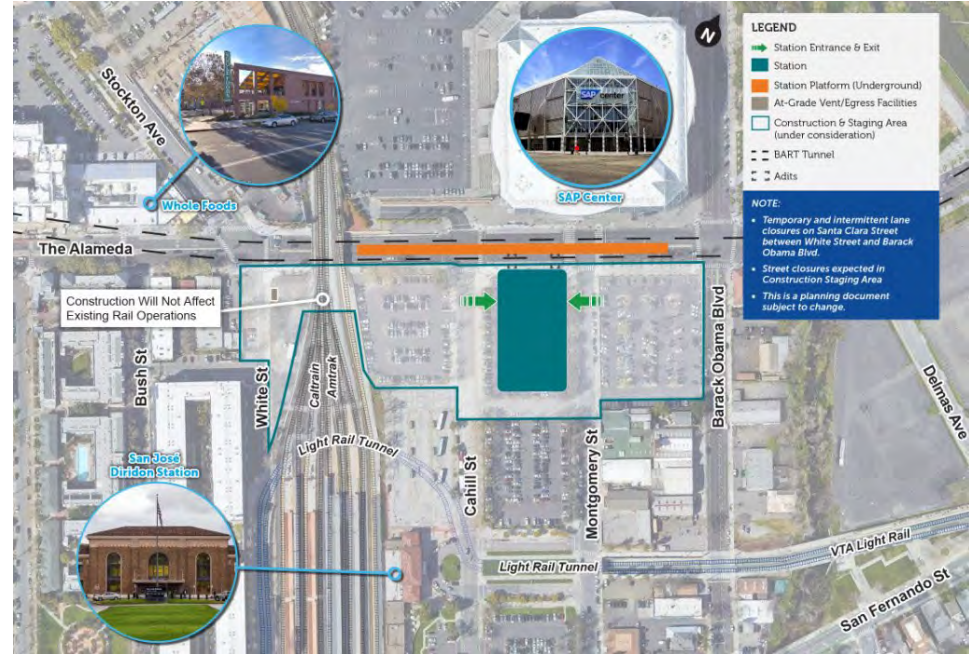 Stockton Ave
Whole Foods
SAP center
SAP Center
N
LEGEND
Station Entrance & Exit
Station
Station Platform (Underground)
At-Grade Vent/Egress Facilities
Construction & Staging Area
(under consideration)
BART Tunnel
Adits
NOTE:
• Temporary and intermittent lane
closures on Santa Clara Street
between White Street and Barack
Obama Blvd.
• Street closures expected in
Construction Staging Area
• This is a planning document
subject to change.
The Alameda
Construction Will Not Affect
Existing Rail Operations
Bush St
White St
Caltrain
Amtrak
Light Rail Tunnel
Cahill St
Montgomery St
Barack Obama Blvd
Delmas Ave
San José
Diridon Station
Light Rail Tunnel
VTA Light Rail
San Fernando St